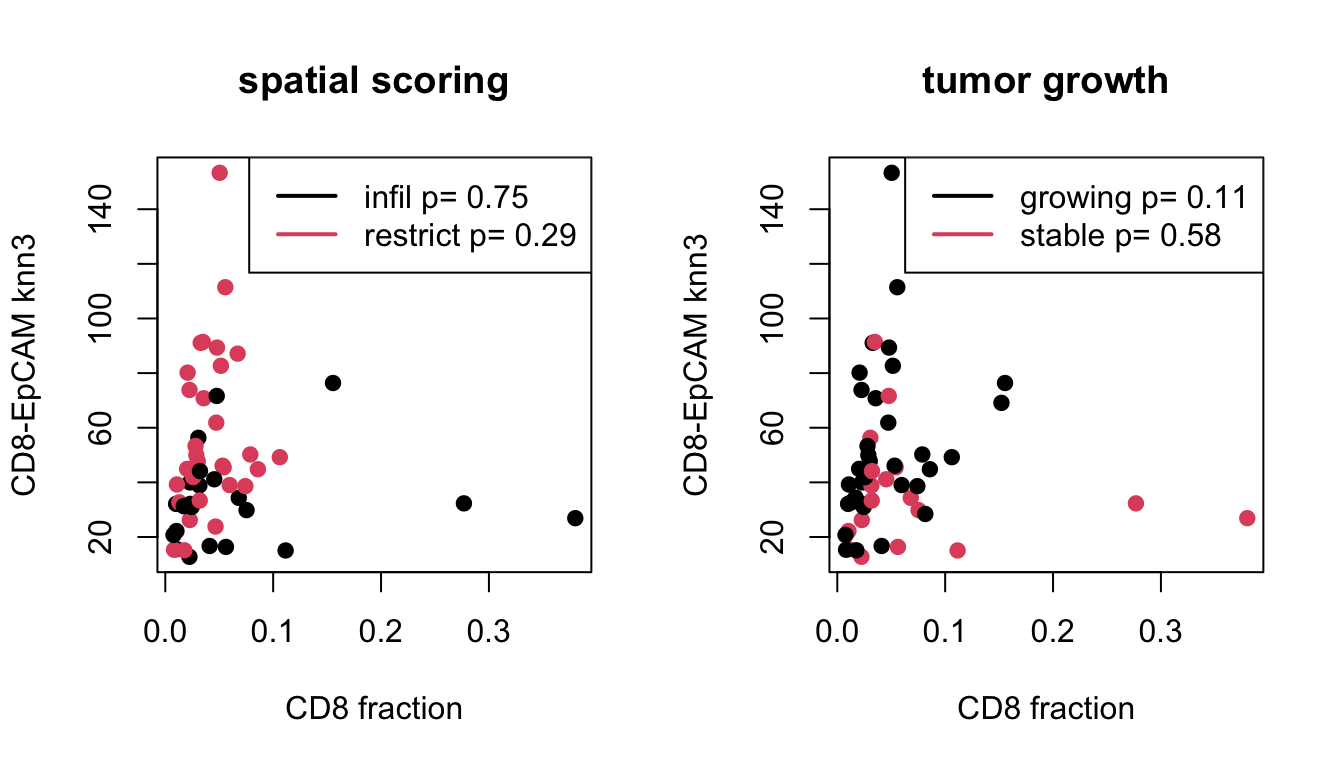 spatial scoring
CD8-EpCAM knn3
140
100
60
20
infil p= 0.75
restrict p= 0.29
0.0 0.1 0.2 0.3
CD8 fraction
tumor growth
CD8-EpCAM knn3
140
100
60
20
growing p= 0.11
stable p= 0.58
0.0 0.1 0.2 0.3
CD8 fraction